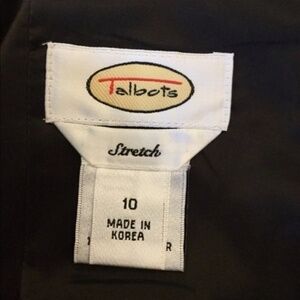 Talbots
Stretch
10
MADE IN
KOREA
R